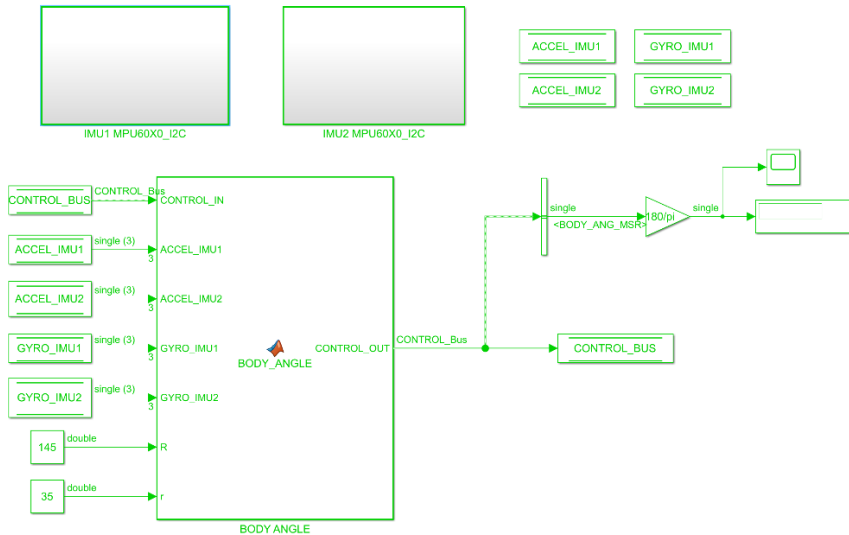 ACCEL_IMU1
GYRO_IMU1
ACCEL_IMU2
GYRO_IMU2
IMU1 MPU60X0_I2C
IMU2 MPU60X0_I2C
CONTROL_BUS
CONTROL_Bus
CONTROL_IN
ACCEL_IMU1
single (3)
3
ACCEL_IMU1
ACCEL_IMU2
single (3)
3
ACCEL_IMU2
GYRO_IMU1
single (3)
3
GYRO_IMU1
GYRO_IMU2
single (3)
3
GYRO_IMU2
145
double
R
35
double
r
BODY_ANGLE
CONTROL_OUT
BODY ANGLE
CONTROL_Bus
CONTROL_BUS
single
<BODY_ANG_MSR>
180/pi
single